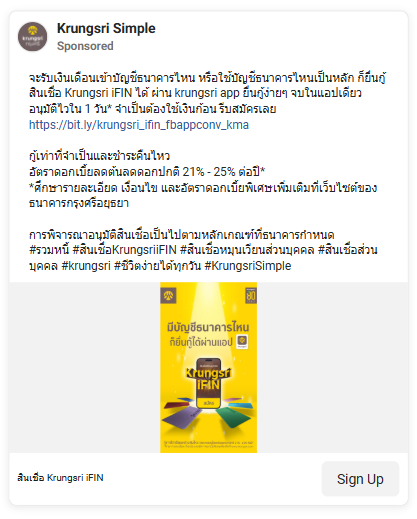 Krungsri Simple
Sponsored
จะรับเงินเดือนเข้าบัญชีธนาคารไหน หรือใช้บัญชีธนาคารไหนเป็นหลัก ก็ยื่นกู้
สินเชื่อ Krungsri iFIN ได้ ผ่าน krungsri app ยื่นกู้ง่ายๆ จบในแอปเดียว
อนุมัติไวใน 1 วัน* จำเป็นต้องใช้เงินก้อน รีบสมัครเลย
https://bit.ly/krungsri_ifin_fbappconv_kma
กู้เท่าที่จำเป็นและชำระคืนไหว
อัตราดอกเบี้ยลดต้นลดดอกปกติ 21% - 25% ต่อปี*
*ศึกษารายละเอียด เงื่อนไข และอัตราดอกเบี้ยพิเศษเพิ่มเติมที่เว็บไซต์ของ
ธนาคารกรุงศรีอยุธยา
การพิจารณาอนุมัติสินเชื่อเป็นไปตามหลักเกณฑ์ที่ธนาคารกำหนด
#รวมหนี้ #สินเชื่อKrungsriiFIN #สินเชื่อหมุนเวียนส่วนบุคคล #สินเชื่อส่วน
บุคคล #krungsri #ชีวิตง่ายได้ทุกวัน #KrungsriSimple
มีบัญชีธนาคารไหน
ก็ยื่นกู้ได้ผ่านแอป
Krungsri
iFIN
สินเชื่อ Krungsri iFIN
Sign Up